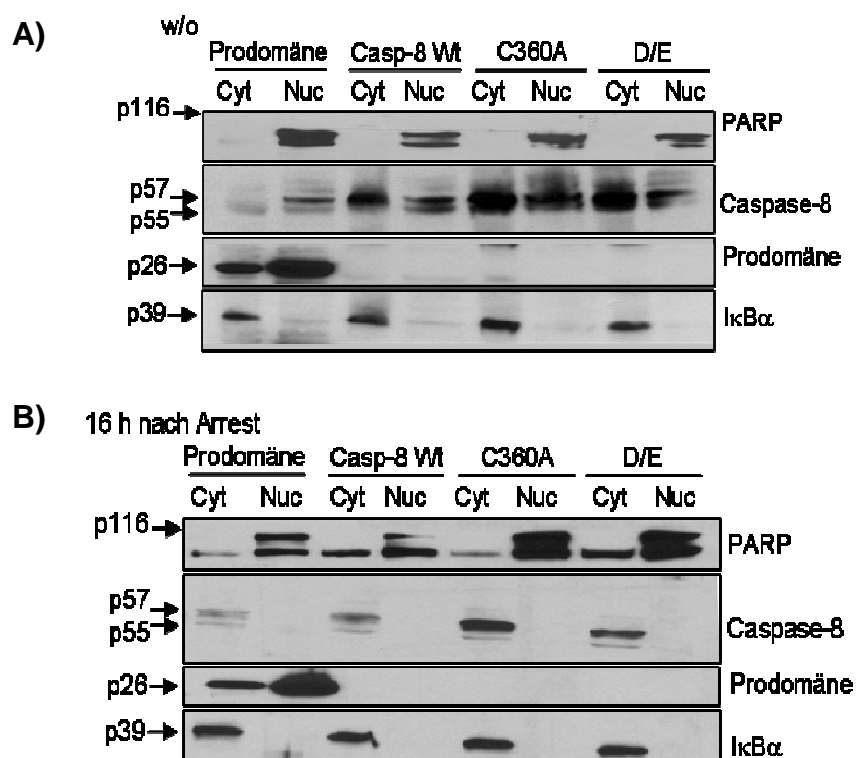 A)
w/o
Prodomäne Casp-8 Wt C360A D/E
Cyt Nuc Cyt Nuc Cyt Nuc Cyt Nuc
p116
PARP
p57
p55
Caspase-8
p26
Prodomäne
p39
IκBα
B)
16 h nach Arrest
Prodomäne Casp-8 Wt C360A D/E
Cyt Nuc Cyt Nuc Cyt Nuc Cyt Nuc
p116
PARP
p57
p55
Caspase-8
p26
Prodomäne
p39
IκBα